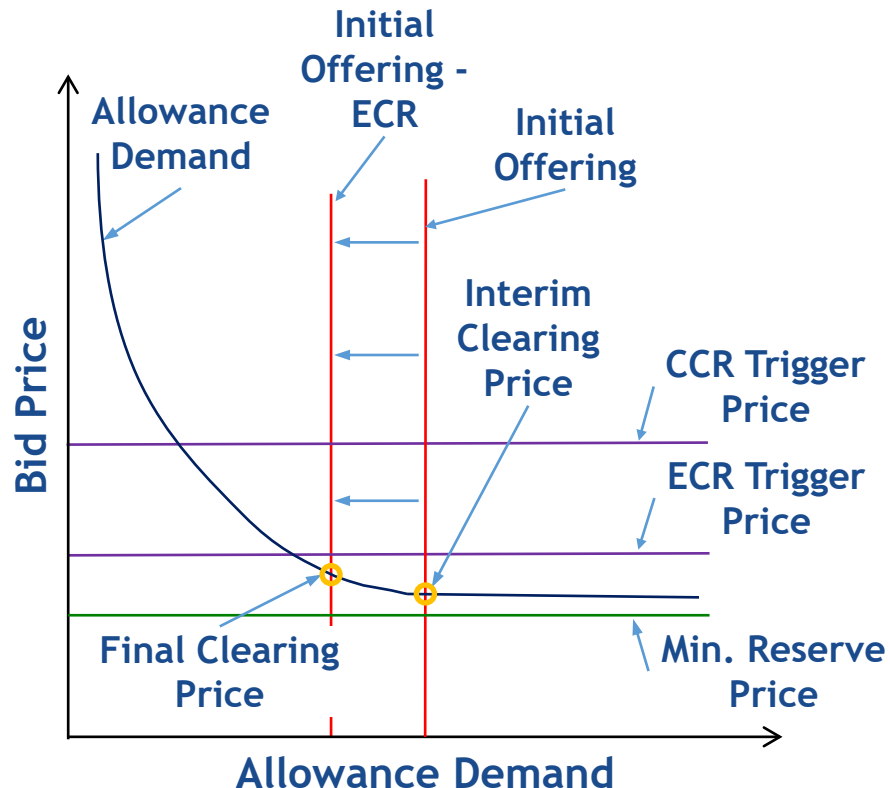 Initial
Offering -
ECR
Allowance
Demand
Initial
Offering
Interim
Clearing
Price
CCR Trigger
Price
ECR Trigger
Price
Bid Price
Final Clearing
Price
Min. Reserve
Price
Allowance Demand